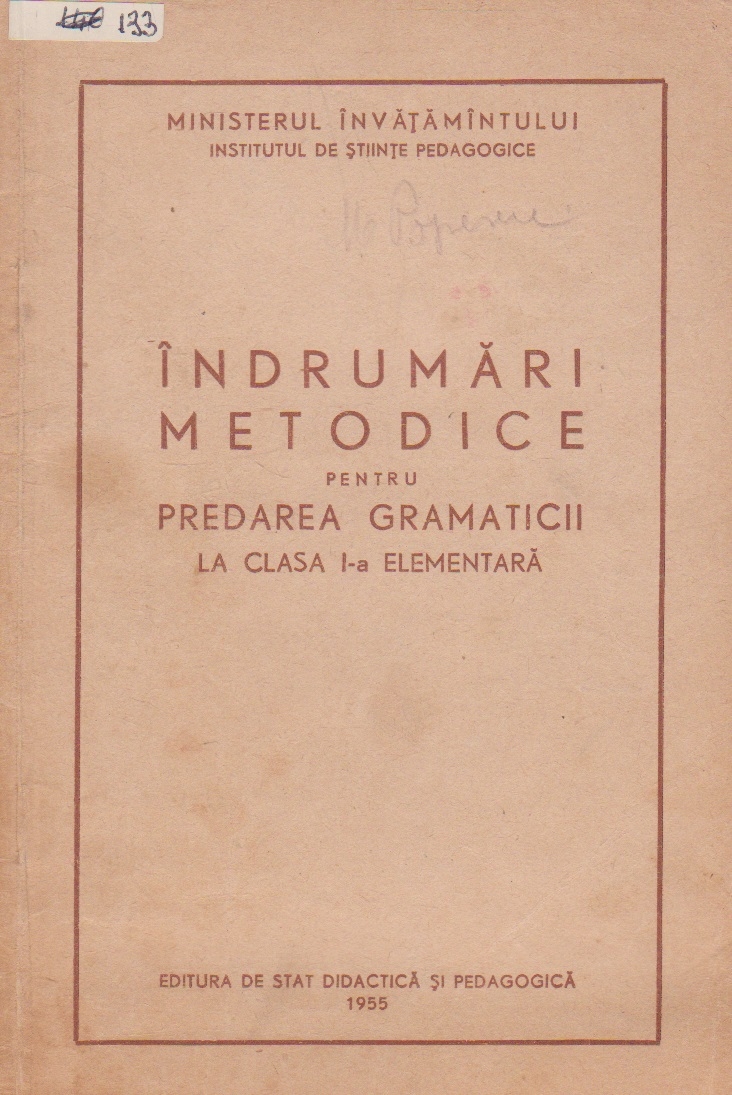 133
MINISTERUL ÎNVĂŢĂMÎNTULUI
INSTITUTUL DE ŞTIINŢE PEDAGOGICE
Popescu
ÎNDRUMĂRI
METODICE
PENTRU
PREDAREA GRAMATICII
LA CLASA I-a ELEMENTARĂ
EDITURA DE STAT DIDACTICĂ ŞI PEDAGOGICĂ
1955